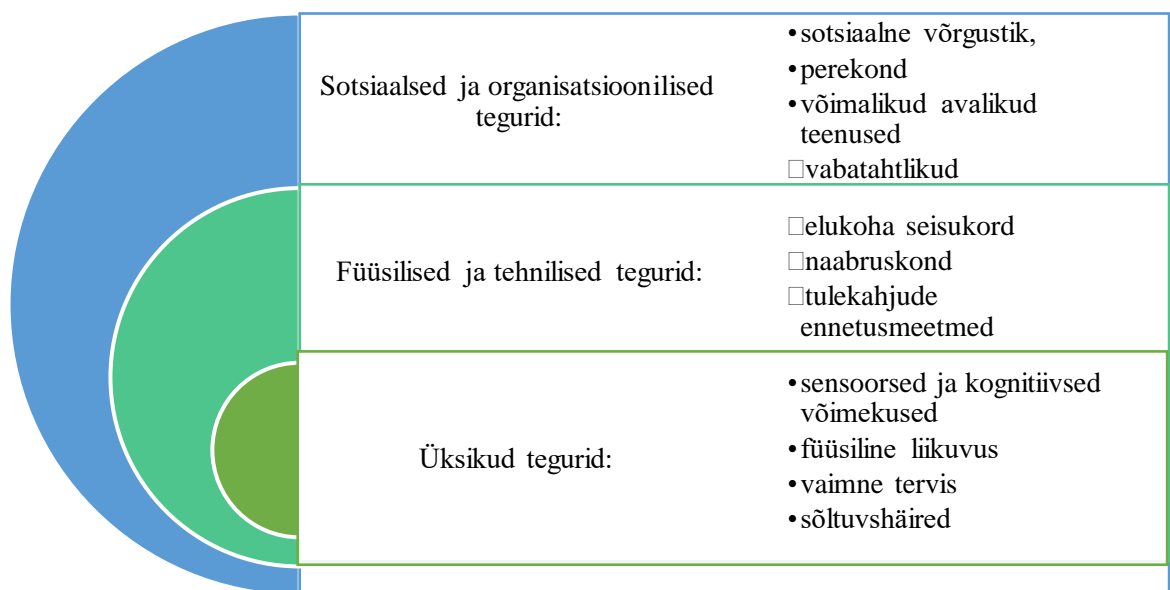 Sotsiaalsed ja organisatsioonilised
tegurid:
•sotsiaalne võrgustik,
•perekond
•võimalikud avalikud
teenused
□vabatahtlikud
Füüsilised ja tehnilised tegurid:
□elukoha seisukord
□naabruskond
□tulekahjude
ennetusmeetmed
Üksikud tegurid:
•sensoorsed ja kognitiivsed
võimekused
•füüsiline liikuvus
•vaimne tervis
•sõltuvshäired